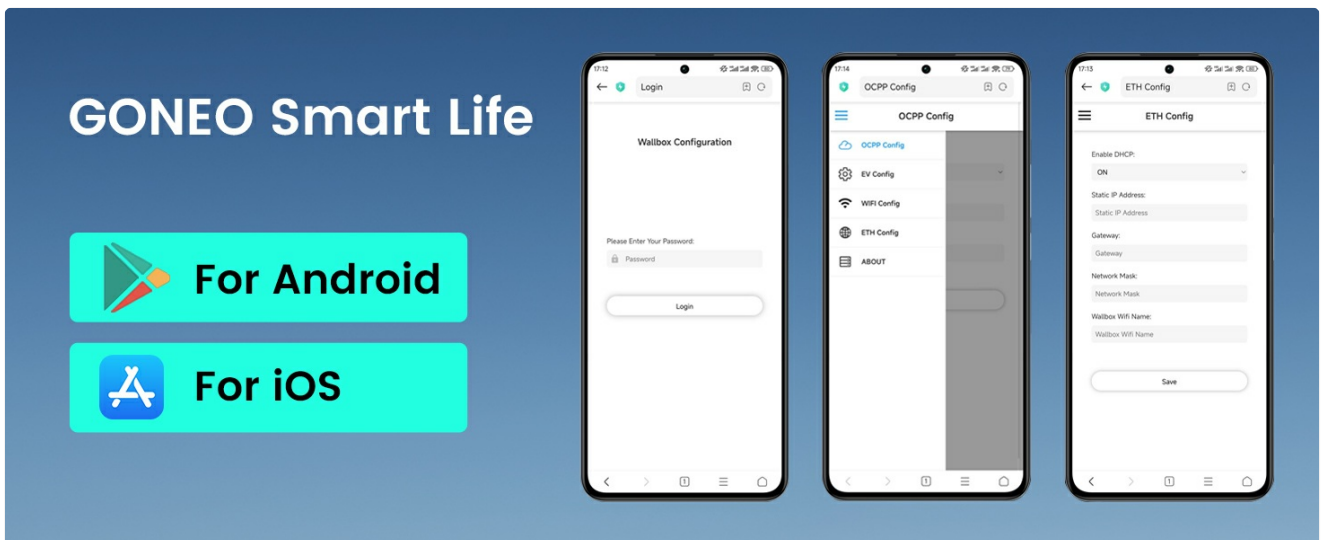 GONEO Smart Life
For Android
For iOS
17:12
Login
Wallbox Configuration
Please Enter Your Password:
Password
Login
1
17:14
OCPP Config
OCPP Config
OCPP Config
EV Config
WIFI Config
ETH Config
ABOUT
1
17:13
ETH Config
ETH Config
Enable DHCP:
ON
Static IP Address:
Static IP Address
Gateway:
Gateway
Network Mask:
Network Mask
Wallbox Wifi Name:
Wallbox Wifi Name
Save
1